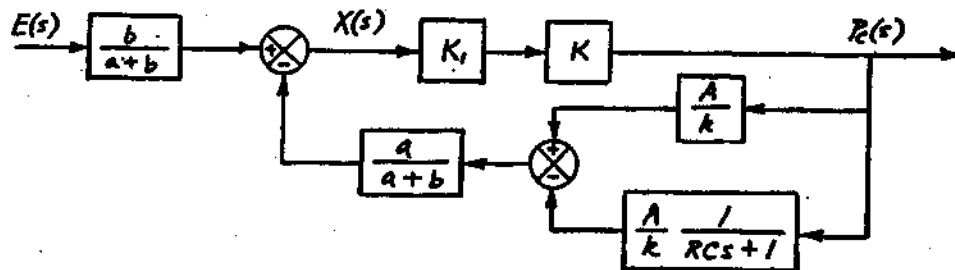 E(s)
b
a+b
+
-
X(s)
K₁
K
Pc(s)
A
k
+
-
a
a+b
A
k
1
RCs+1